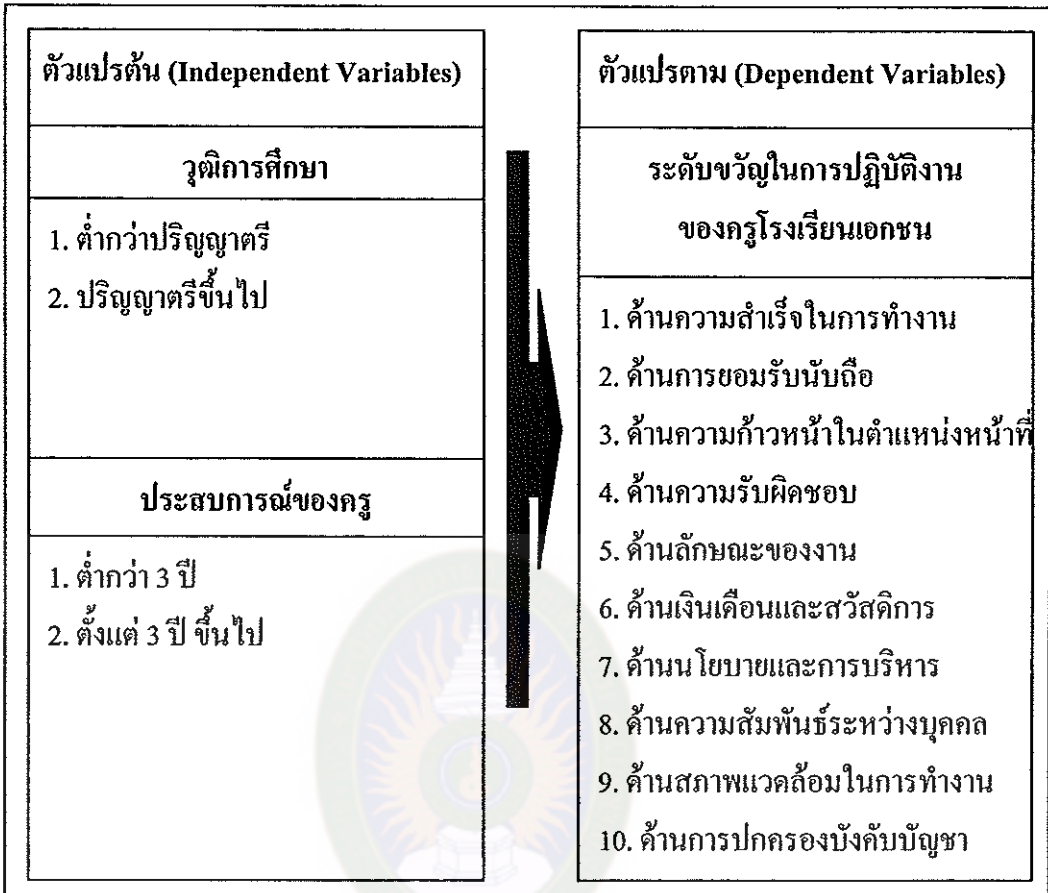 ตัวแปรต้น (Independent Variables)
วุฒิการศึกษา
1. ต่ำกว่าปริญญาตรี
2. ปริญญาตรีขึ้นไป
ประสบการณ์ของครู
1. ต่ำกว่า 3 ปี
2. ตั้งแต่ 3 ปี ขึ้นไป
ตัวแปรตาม (Dependent Variables)
ระดับขวัญในการปฏิบัติงาน
ของครูโรงเรียนเอกชน
1. ด้านความสำเร็จในการทำงาน
2. ด้านการยอมรับนับถือ
3. ด้านความก้าวหน้าในตำแหน่งหน้าที่
4. ด้านความรับผิดชอบ
5. ด้านลักษณะของงาน
6. ด้านเงินเดือนและสวัสดิการ
7. ด้านนโยบายและการบริหาร
8. ด้านความสัมพันธ์ระหว่างบุคคล
9. ด้านสภาพแวดล้อมในการทำงาน
10. ด้านการปกครองบังคับบัญชา